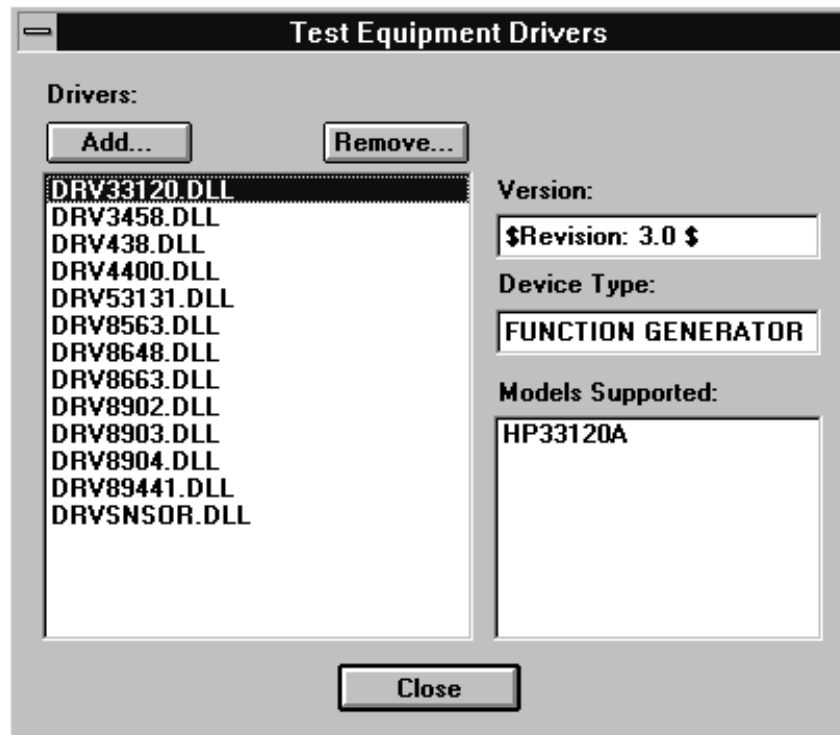 Test Equipment Drivers
Drivers:
Add...
Remove...
DRV33120.DLL
DRV3458.DLL
DRV438.DLL
DRV4400.DLL
DRV53131.DLL
DRV8563.DLL
DRV8648.DLL
DRV8663.DLL
DRV8902.DLL
DRV8903.DLL
DRV8904.DLL
DRV89441.DLL
DRVSNSOR.DLL
Version:
$Revision: 3.0 $
Device Type:
FUNCTION GENERATOR
Models Supported:
HP33120A
Close